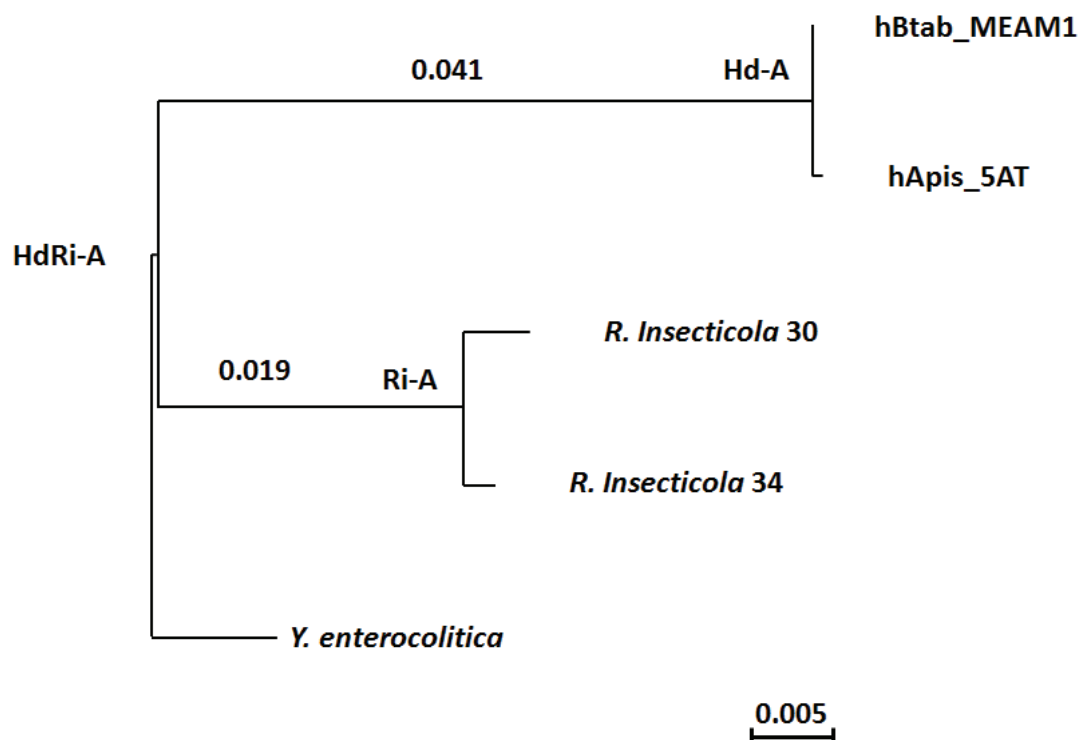 hBtab_MEAM1
0.041
Hd-A
hApis_5AT
HdRi-A
R. Insecticola 30
0.019
Ri-A
R. Insecticola 34
Y. enterocolitica
0.005